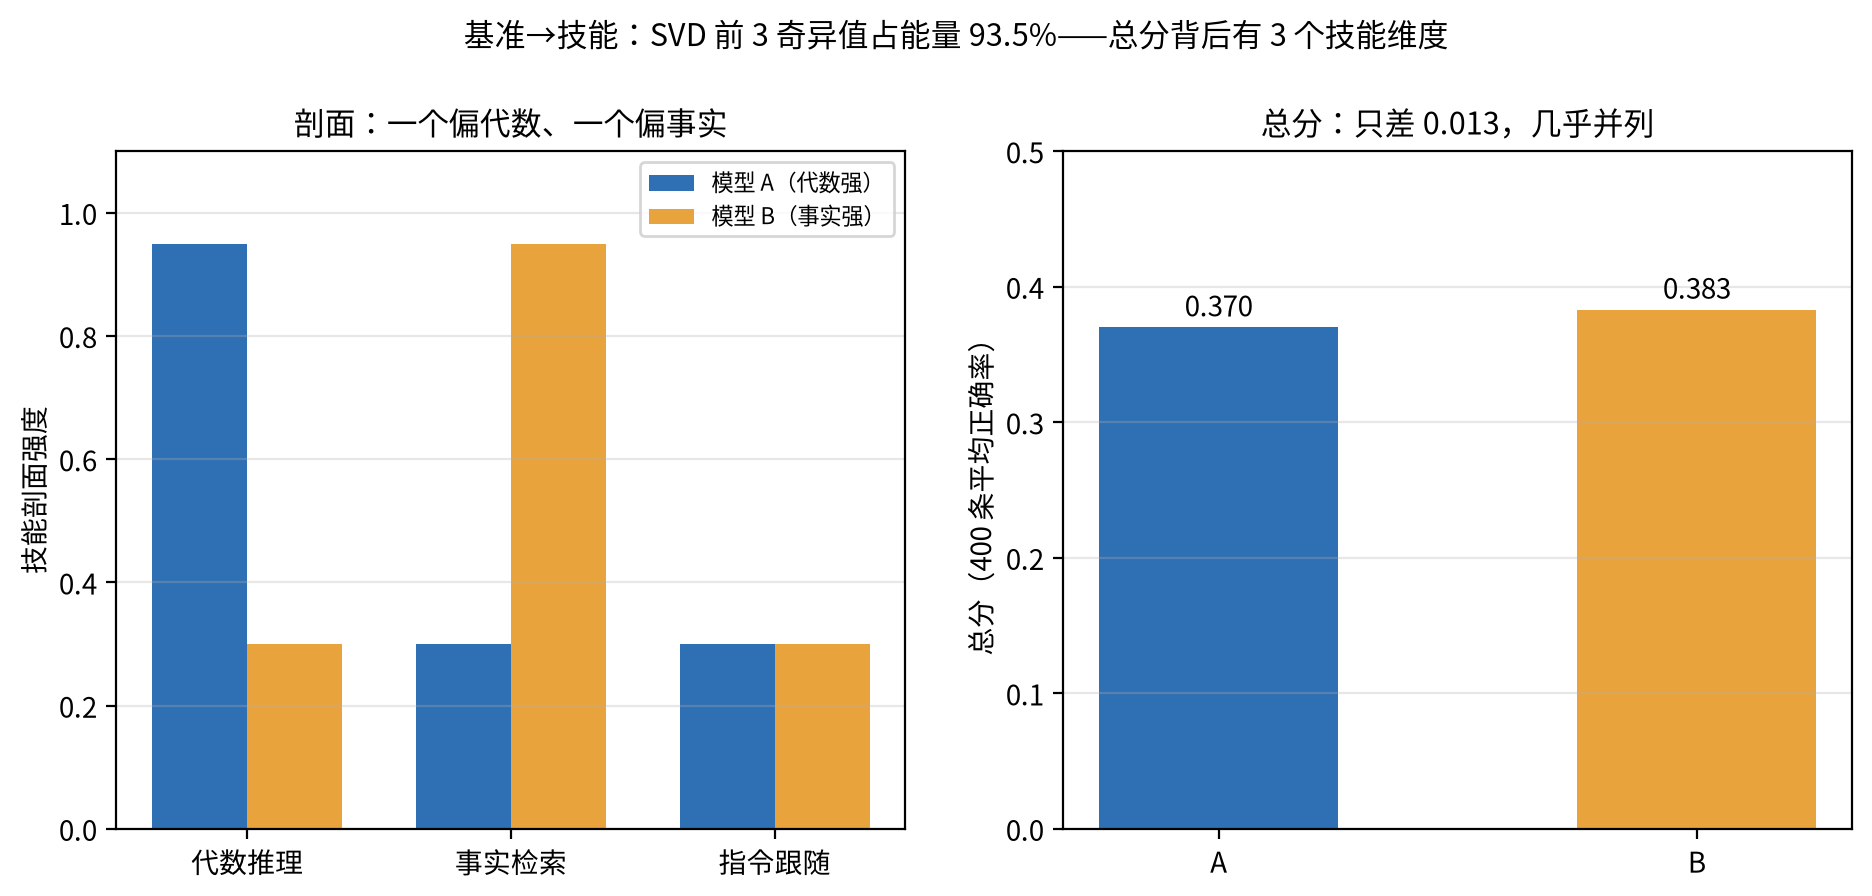 基准→技能：SVD 前 3 奇异值占能量 93.5%——总分背后有 3 个技能维度
剖面：一个偏代数、一个偏事实
技能剖面强度
1.0
0.8
0.6
0.4
0.2
0.0
模型 A（代数强）
模型 B（事实强）
代数推理
事实检索
指令跟随
总分：只差 0.013，几乎并列
总分（400 条平均正确率）
0.5
0.4
0.3
0.2
0.1
0.0
0.370
0.383
A
B